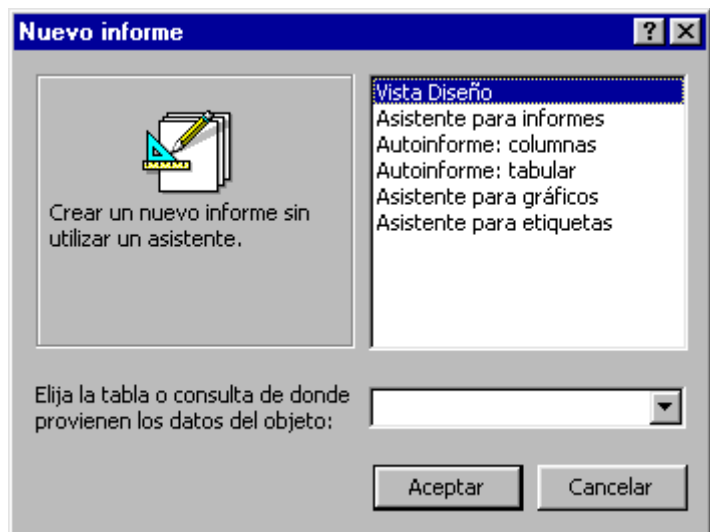 Nuevo informe
Vista Diseño
Asistente para informes
Autoinforme: columnas
Autoinforme: tabular
Asistente para gráficos
Asistente para etiquetas
Crear un nuevo informe sin
utilizar un asistente.
Elija la tabla o consulta de donde
provienen los datos del objeto:
Aceptar
Cancelar